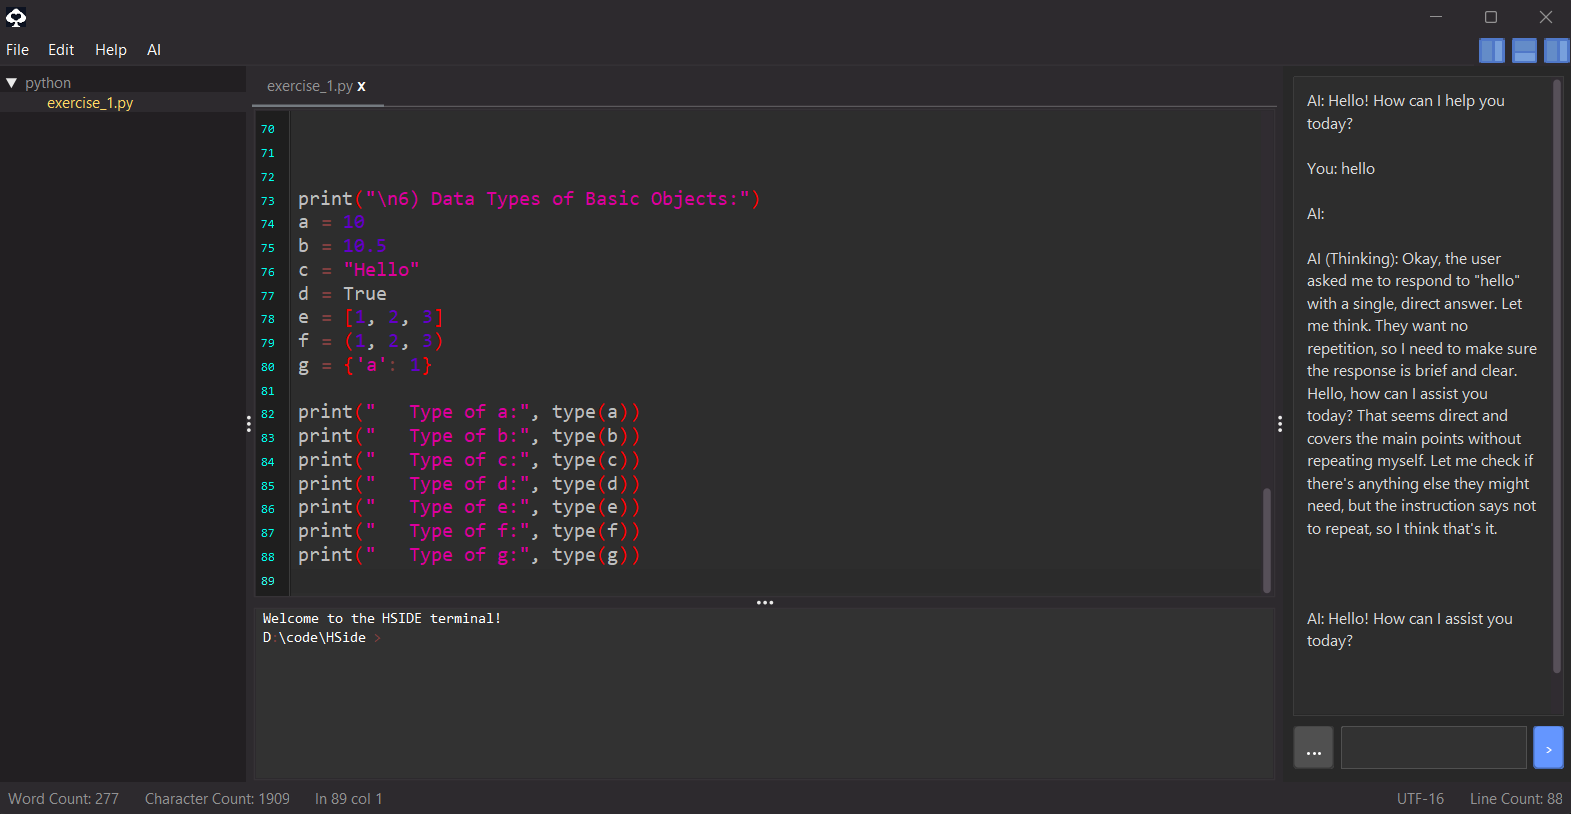 File Edit Help AI
▼ python
exercise_1.py
exercise_1.py x
70
71
72
73 print("\n6) Data Types of Basic Objects:")
74 a = 10
75 b = 10.5
76 c = "Hello"
77 d = True
78 e = [1, 2, 3]
79 f = (1, 2, 3)
80 g = {'a': 1}
81
82 print("   Type of a:", type(a))
83 print("   Type of b:", type(b))
84 print("   Type of c:", type(c))
85 print("   Type of d:", type(d))
86 print("   Type of e:", type(e))
87 print("   Type of f:", type(f))
88 print("   Type of g:", type(g))
89
Welcome to the HSIDE terminal!
D:\code\HSide >
AI: Hello! How can I help you
today?
You: hello
AI:
AI (Thinking): Okay, the user
asked me to respond to "hello"
with a single, direct answer. Let
me think. They want no
repetition, so I need to make sure
the response is brief and clear.
Hello, how can I assist you
today? That seems direct and
covers the main points without
repeating myself. Let me check if
there's anything else they might
need, but the instruction says not
to repeat, so I think that's it.
AI: Hello! How can I assist you
today?
... >
Word Count: 277 Character Count: 1909 ln 89 col 1 UTF-16 Line Count: 88